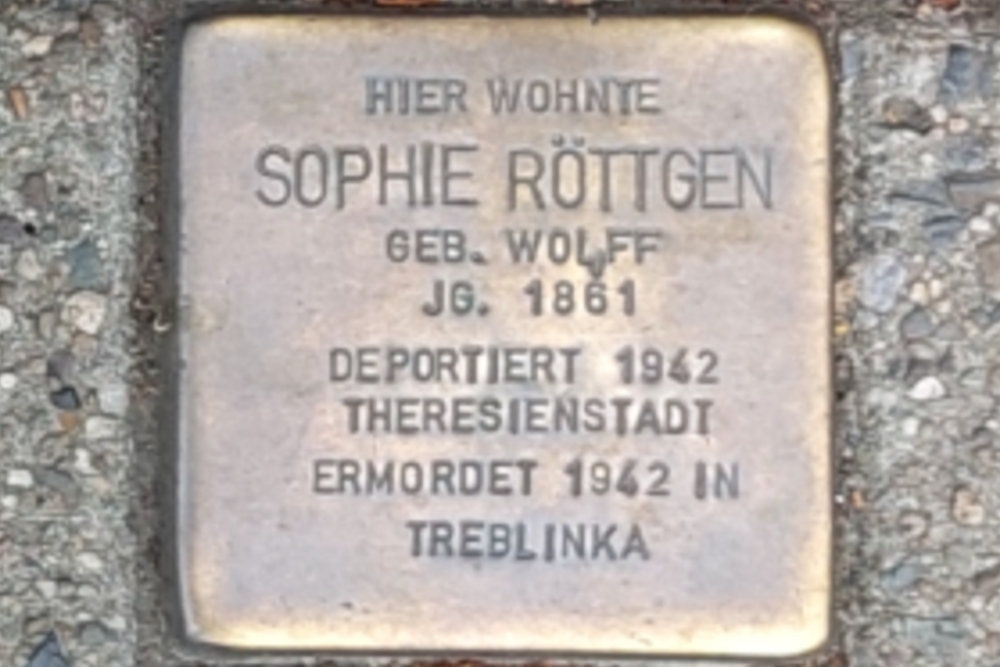 HIER WOHNTE
SOPHIE RÖTTGEN
GEB. WOLFF
JG. 1861
DEPORTIERT 1942
THERESIENSTADT
ERMORDET 1942 IN
TREBLINKA